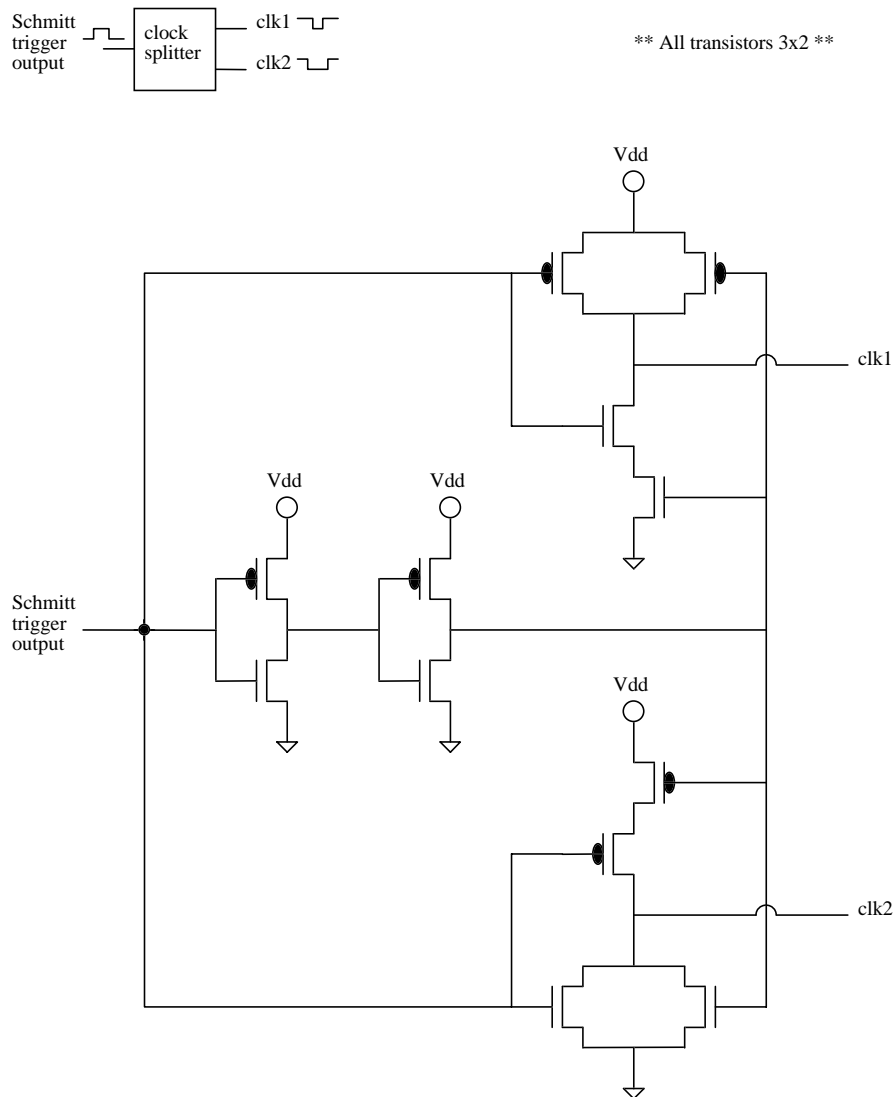 Schmitt
trigger
output
clock
splitter
clk1
clk2
** All transistors 3x2 **
Vdd
clk1
Vdd
Vdd
Schmitt
trigger
output
Vdd
clk2